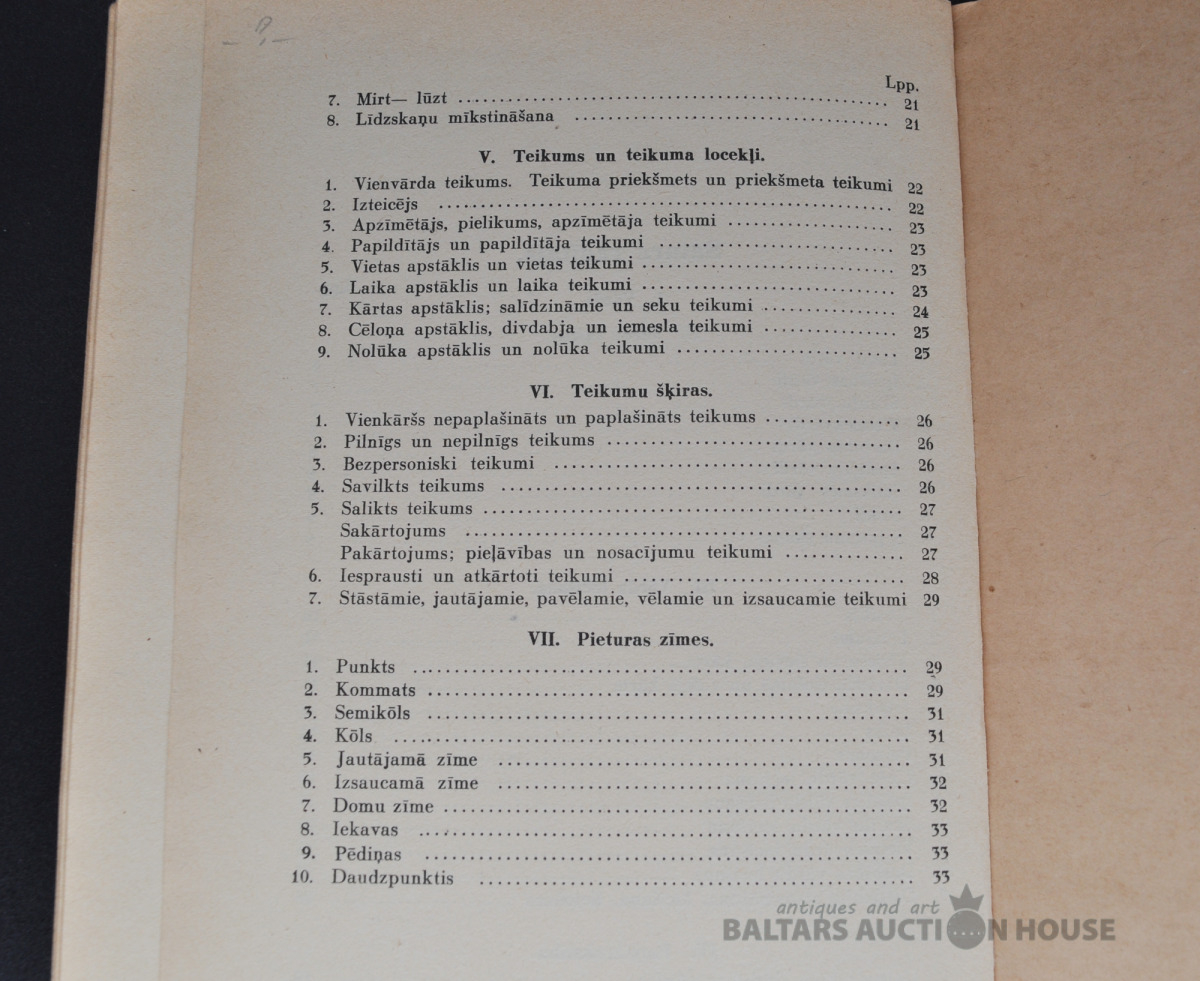 Lpp.
7. Mirt— lūzt 21
8. Līdzskaņu mīkstināšana 21
V. Teikums un teikuma locekļi.
1. Vienvārda teikums. Teikuma priekšmets un priekšmeta teikumi 22
2. Izteicējs 22
3. Apzīmētājs, pielikums, apzīmētāja teikumi 23
4. Papildītājs un papildītāja teikumi 23
5. Vietas apstāklis un vietas teikumi 23
6. Laika apstāklis un laika teikumi 23
7. Kārtas apstāklis; salīdzināmie un seku teikumi 24
8. Cēloņa apstāklis, divdabja un iemesla teikumi 25
9. Nolūka apstāklis un nolūka teikumi 25
VI. Teikumu šķiras.
1. Vienkāršs nepaplašināts un paplašināts teikums 26
2. Pilnīgs un nepilnīgs teikums 26
3. Bezpersoniski teikumi 26
4. Savilkts teikums 26
5. Salikts teikums 27
Sakārtojums 27
Pakārtojums; pieļāvības un nosacījumu teikumi 27
6. Iesprausti un atkārtoti teikumi 28
7. Stāstāmie, jautājamie, pavēlamie, vēlamie un izsaucamie teikumi 29
VII. Pieturas zīmes.
1. Punkts 29
2. Kommats 29
3. Semikōls 31
4. Kōls 31
5. Jautājamā zīme 31
6. Izsaucamā zīme 32
7. Domu zīme 32
8. Iekavas 33
9. Pēdiņas 33
10. Daudzpunktis 33
antiques and art
BALTARS AUCTION HOUSE